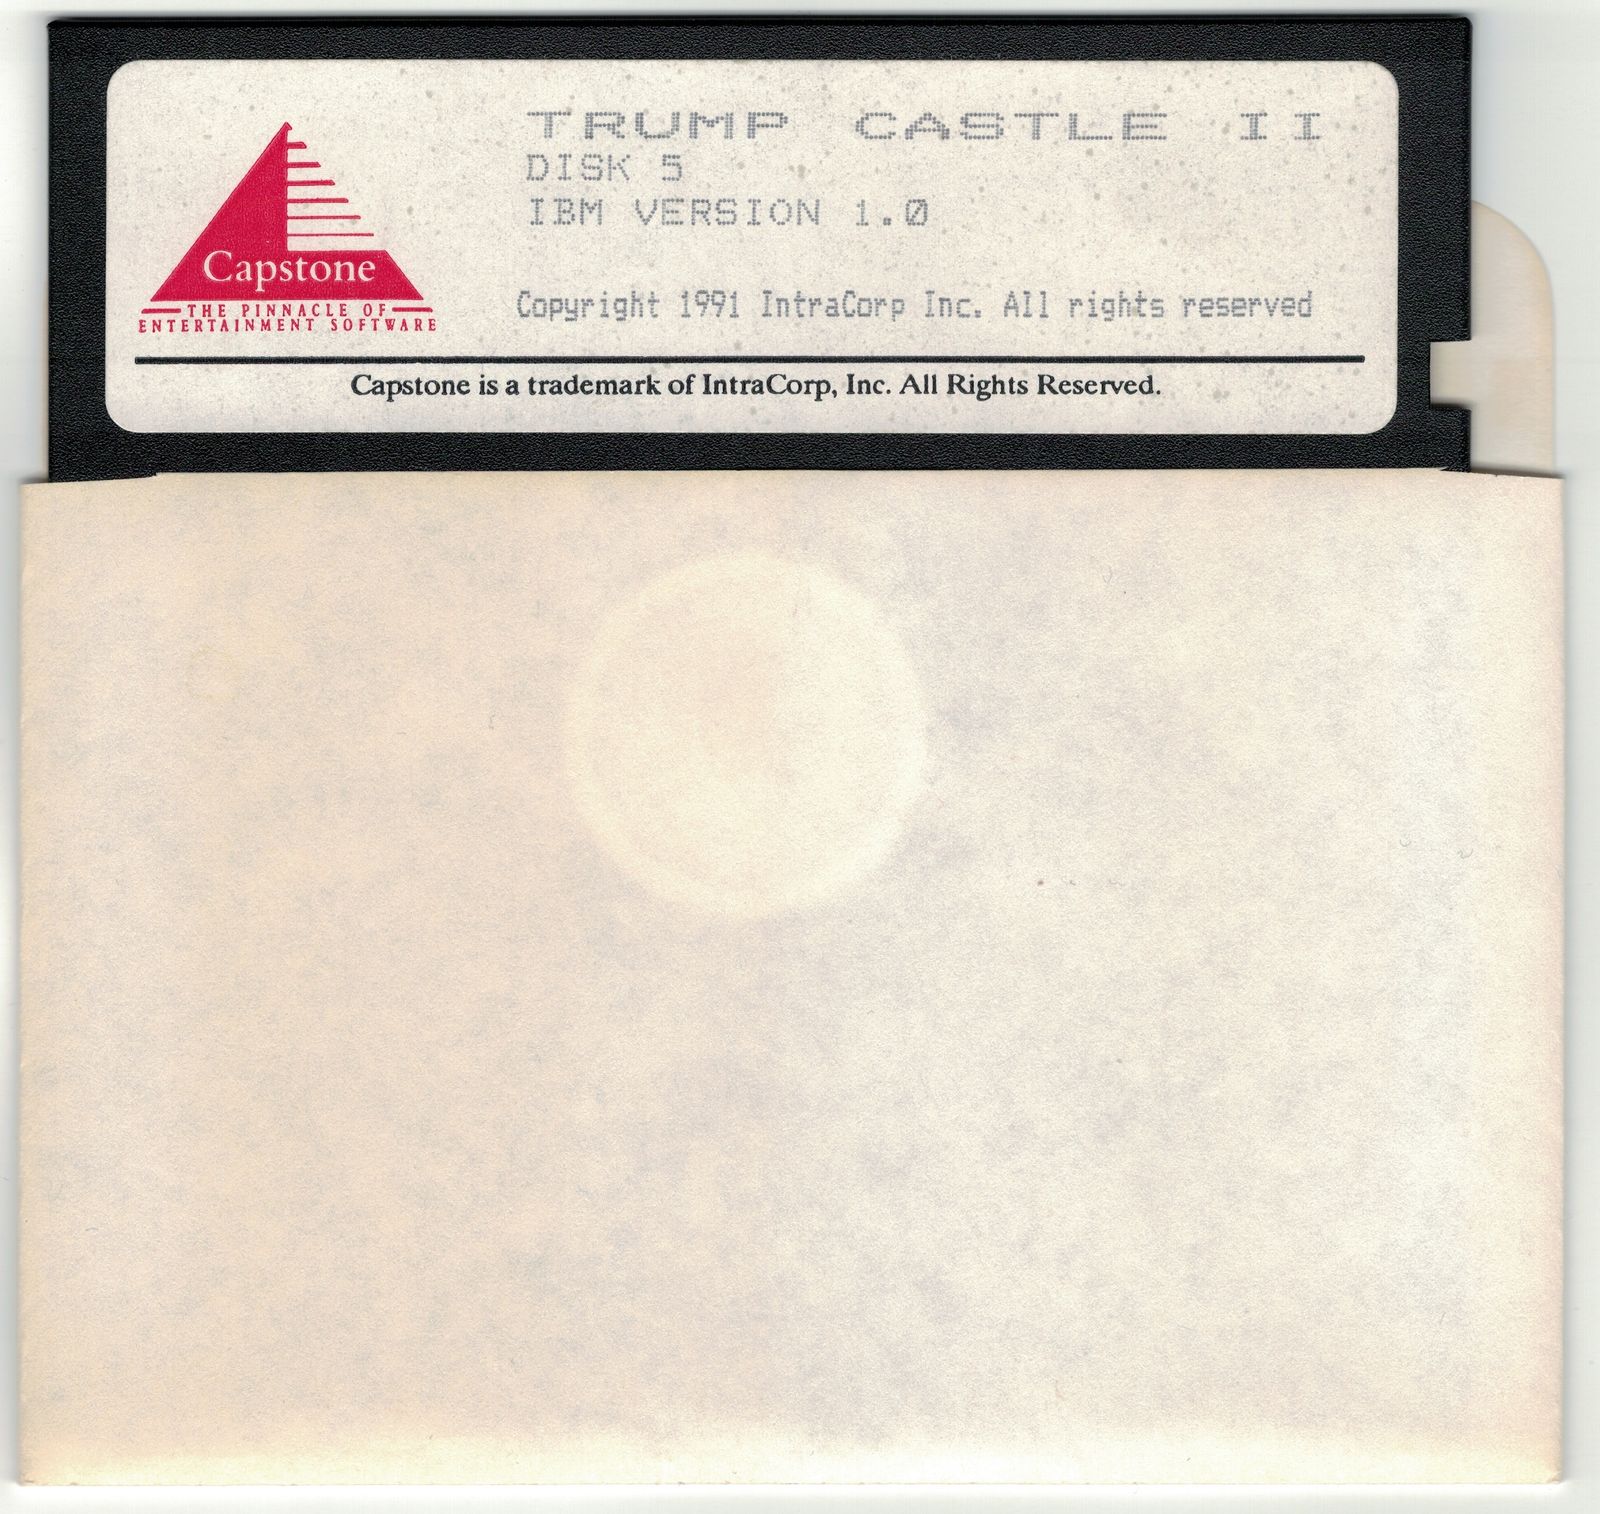 TRUMP CASTLE II
DISK 5
IBM VERSION 1.0
Copyright 1991 IntraCorp Inc. All rights reserved
Capstone
THE PINNACLE OF
ENTERTAINMENT SOFTWARE
Capstone is a trademark of IntraCorp, Inc. All Rights Reserved.